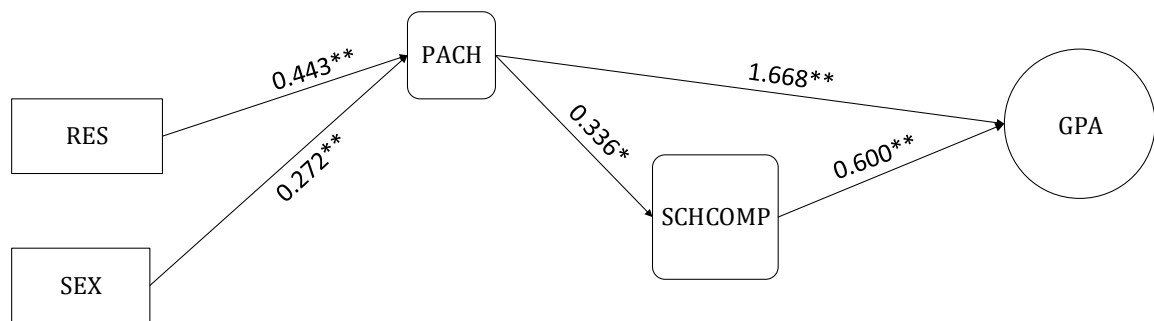 PACH
0.443**
1.668**
RES
GPA
0.336*
0.272**
0.600**
SCHCOMP
SEX